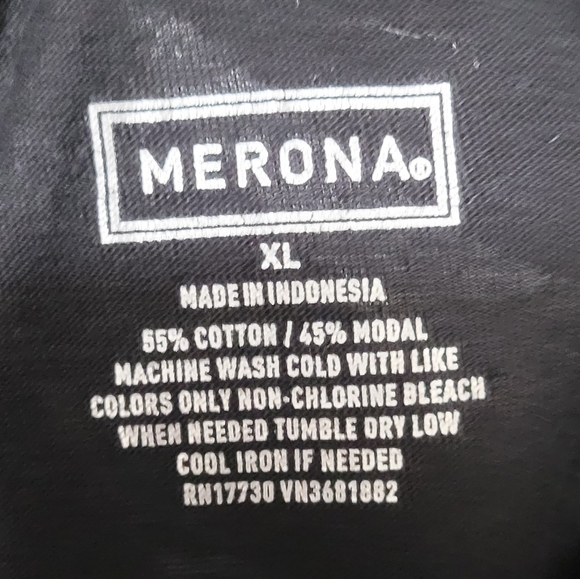 MERONA®
XL
MADE IN INDONESIA
55% COTTON / 45% MODAL
MACHINE WASH COLD WITH LIKE
COLORS ONLY NON-CHLORINE BLEACH
WHEN NEEDED TUMBLE DRY LOW
COOL IRON IF NEEDED
RN17730 VN3681882